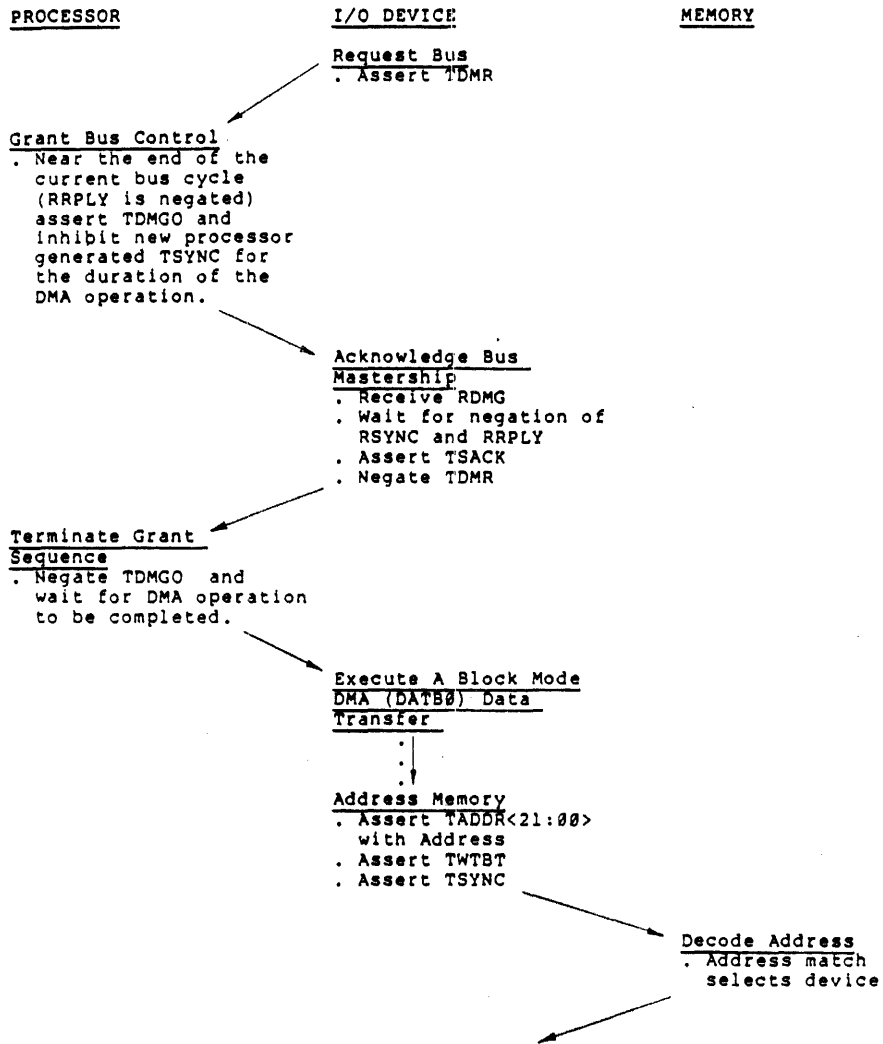 PROCESSOR I/O DEVICE MEMORY
Request Bus
. Assert TDMR
Grant Bus Control
. Near the end of the
current bus cycle
(RRPLY is negated)
assert TDMGO and
inhibit new processor
generated TSYNC for
the duration of the
DMA operation.
Acknowledge Bus
Mastership
. Receive RDMG
. Wait for negation of
RSYNC and RRPLY
. Assert TSACK
. Negate TDMR
Terminate Grant
Sequence
. Negate TDMGO and
wait for DMA operation
to be completed.
Execute A Block Mode
DMA (DATB0) Data
Transfer
.
.
.
Address Memory
. Assert TADDR<21:00>
with Address
. Assert TWTBT
. Assert TSYNC
Decode Address
. Address match
selects device